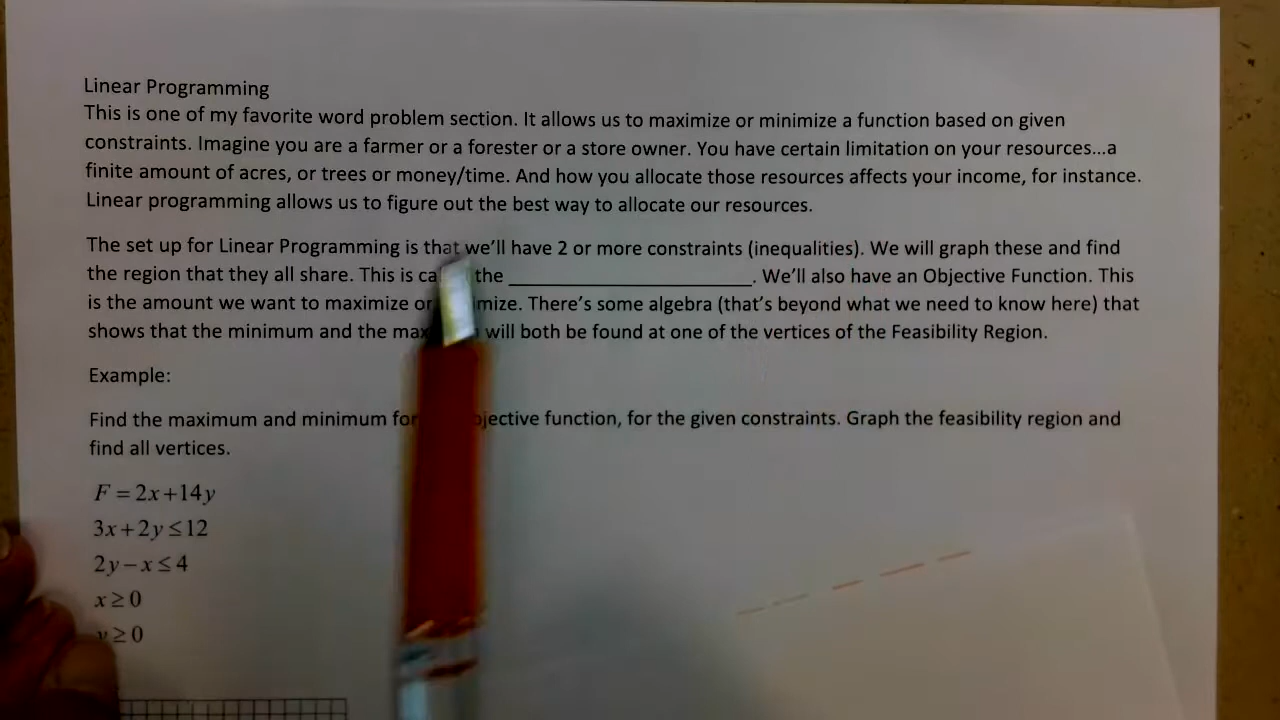 Linear Programming
This is one of my favorite word problem section. It allows us to maximize or minimize a function based on given
constraints. Imagine you are a farmer or a forester or a store owner. You have certain limitation on your resources...a
finite amount of acres, or trees or money/time. And how you allocate those resources affects your income, for instance.
Linear programming allows us to figure out the best way to allocate our resources.
The set up for Linear Programming is that we'll have 2 or more constraints (inequalities). We will graph these and find
the region that they all share. This is the ____________________. We'll also have an Objective Function. This
is the amount we want to maximize or There's some algebra (that's beyond what we need to know here) that
shows that the minimum and the will both be found at one of the vertices of the Feasibility Region.
Example:
Find the maximum and minimum for function, for the given constraints. Graph the feasibility region and
find all vertices.
F = 2x+14y
3x+2y≤12
2y−x≤4
x≥0
y≥0